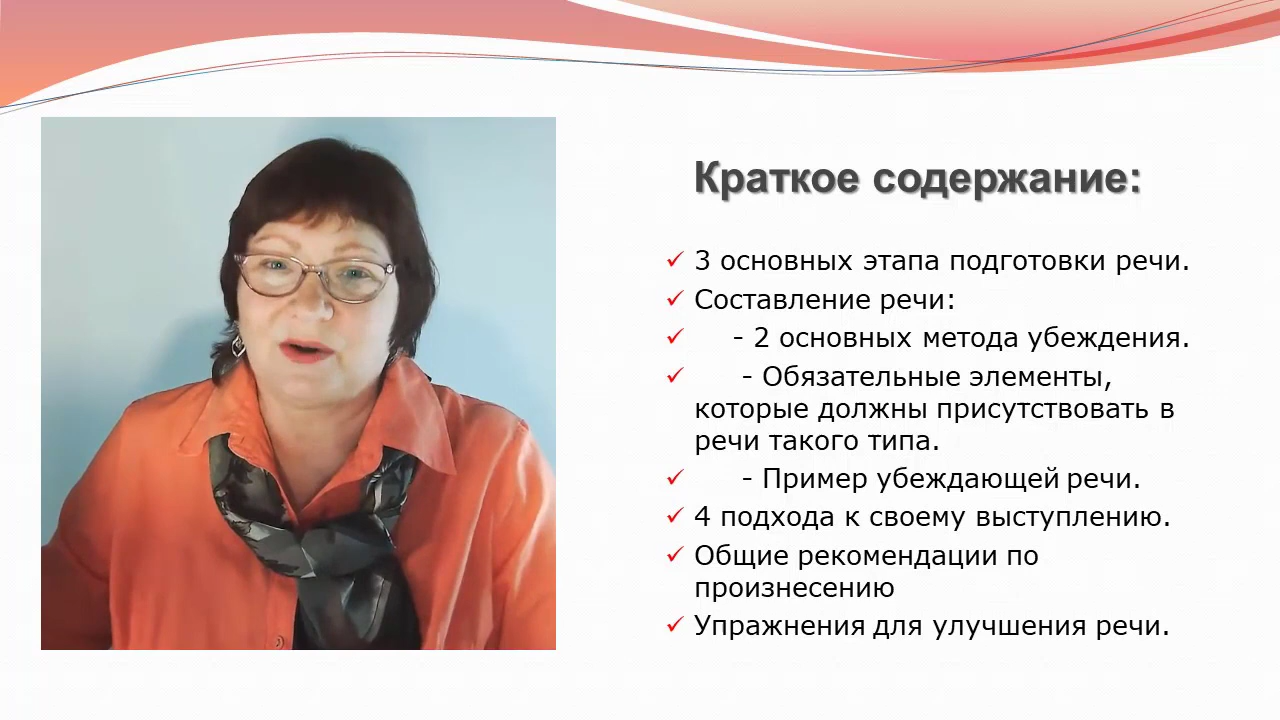 Краткое содержание:
3 основных этапа подготовки речи.
Составление речи:
- 2 основных метода убеждения.
- Обязательные элементы,
которые должны присутствовать в
речи такого типа.
- Пример убеждающей речи.
4 подхода к своему выступлению.
Общие рекомендации по
произнесению
Упражнения для улучшения речи.